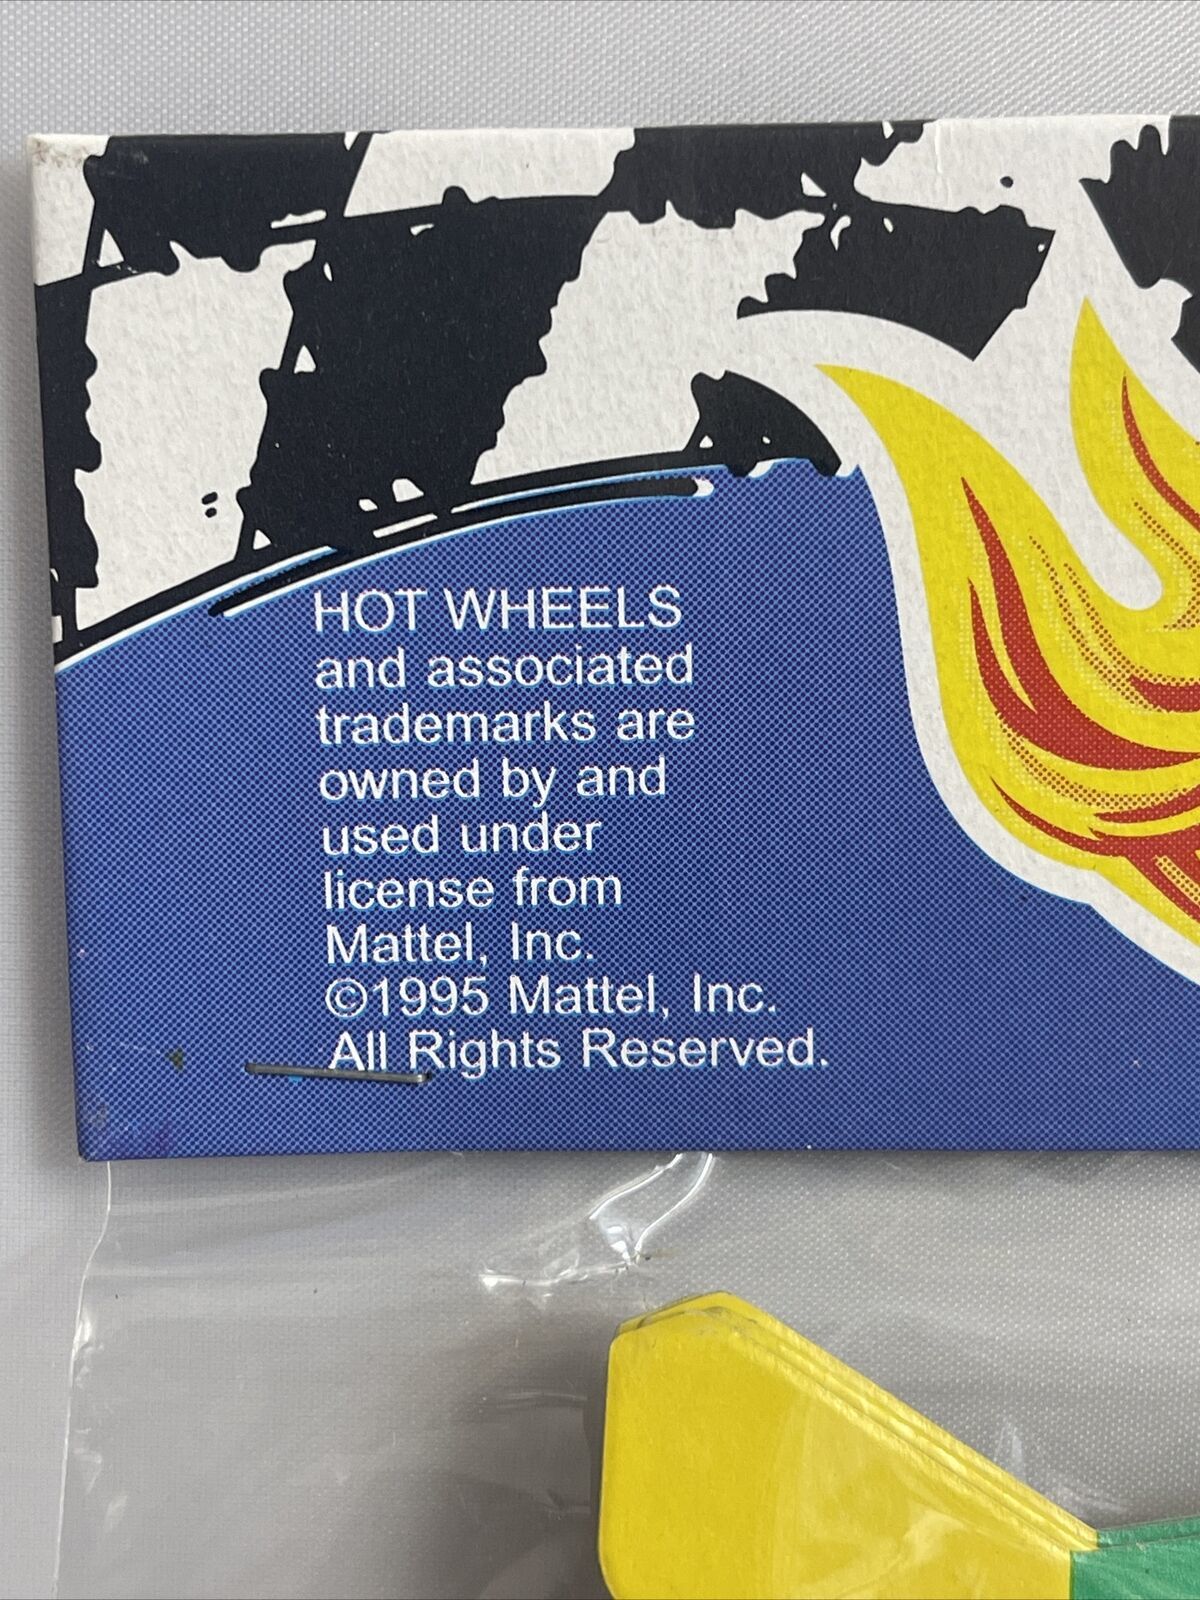 HOT WHEELS
and associated
trademarks are
owned by and
used under
license from
Mattel, Inc.
©1995 Mattel, Inc.
All Rights Reserved.